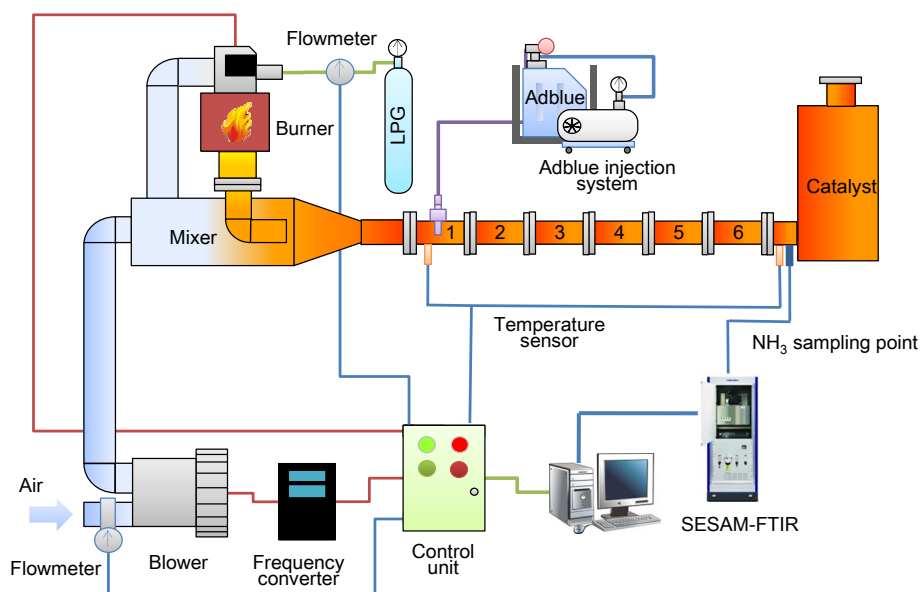 Flowmeter
LPG
Burner
Adblue
Adblue injection
system
Catalyst
Mixer
1
2
3
4
5
6
Temperature
sensor
NH₃ sampling point
Air
Flowmeter
Blower
Frequency
converter
Control
unit
SESAM-FTIR